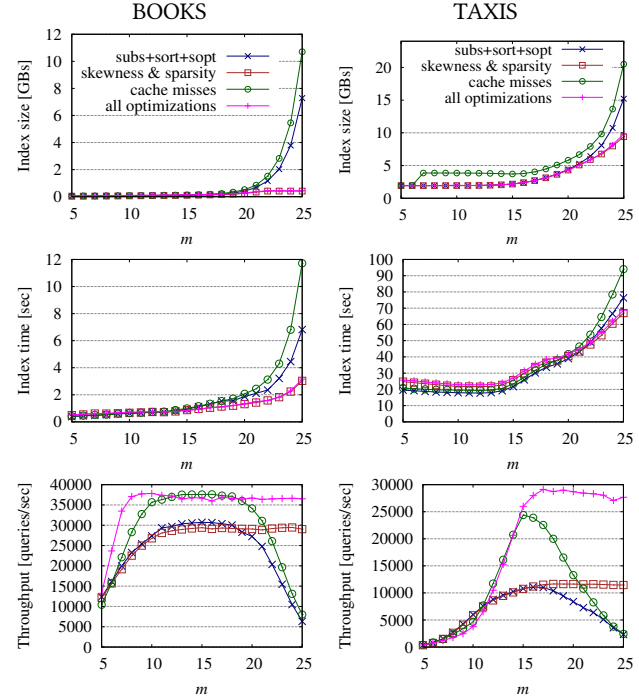 BOOKS
TAXIS
Index size [GBs]
12
10
8
6
4
2
0
subs+sort+sopt
skewness & sparsity
cache misses
all optimizations
5 10 15 20 25
m
Index size [GBs]
20
15
10
5
0
subs+sort+sopt
skewness & sparsity
cache misses
all optimizations
5 10 15 20 25
m
Index time [sec]
12
10
8
6
4
2
0
5 10 15 20 25
m
Index time [sec]
100
90
80
70
60
50
40
30
20
10
0
5 10 15 20 25
m
Throughput [queries/sec]
40000
35000
30000
25000
20000
15000
10000
5000
0
5 10 15 20 25
m
Throughput [queries/sec]
30000
25000
20000
15000
10000
5000
0
5 10 15 20 25
m